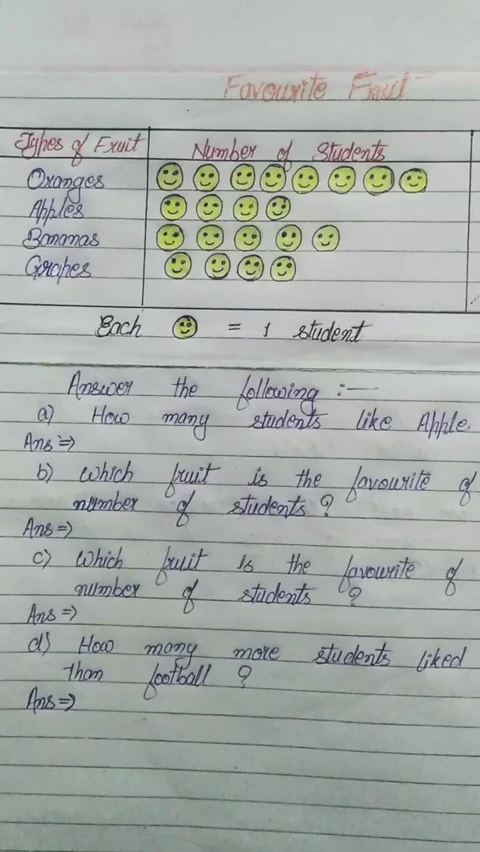 Favourite Fruit
Types of Fruit Number of Students
Oranges
Apples
Bananas
Grapes
Each = 1 student
Answer the following :-
a) How many students like Apple
Ans :⇒
b) Which fruit is the favourite of
number of students ?
Ans ⇒
c) Which fruit is the favourite of
number of students ?
Ans ⇒
d) How many more students liked
than football ?
Ans ⇒